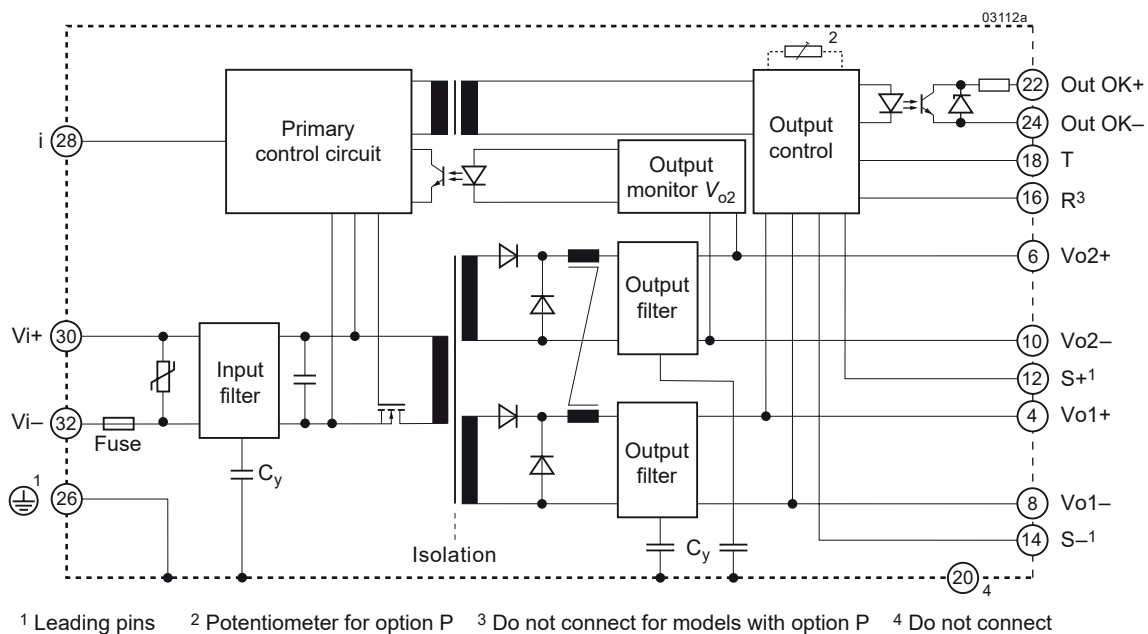 03112a
2
22 Out OK+
Primary
control circuit
Output
control
24 Out OK–
i 28
Output
monitor Vo2
18 T
16 R3
6 Vo2+
Output
filter
Vi+ 30
10 Vo2–
Input
filter
12 S+1
4 Vo1+
Vi– 32
Fuse
Output
filter
Cy
1
26
8 Vo1–
14 S–1
Isolation
Cy
20 4
1 Leading pins 2 Potentiometer for option P 3 Do not connect for models with option P 4 Do not connect